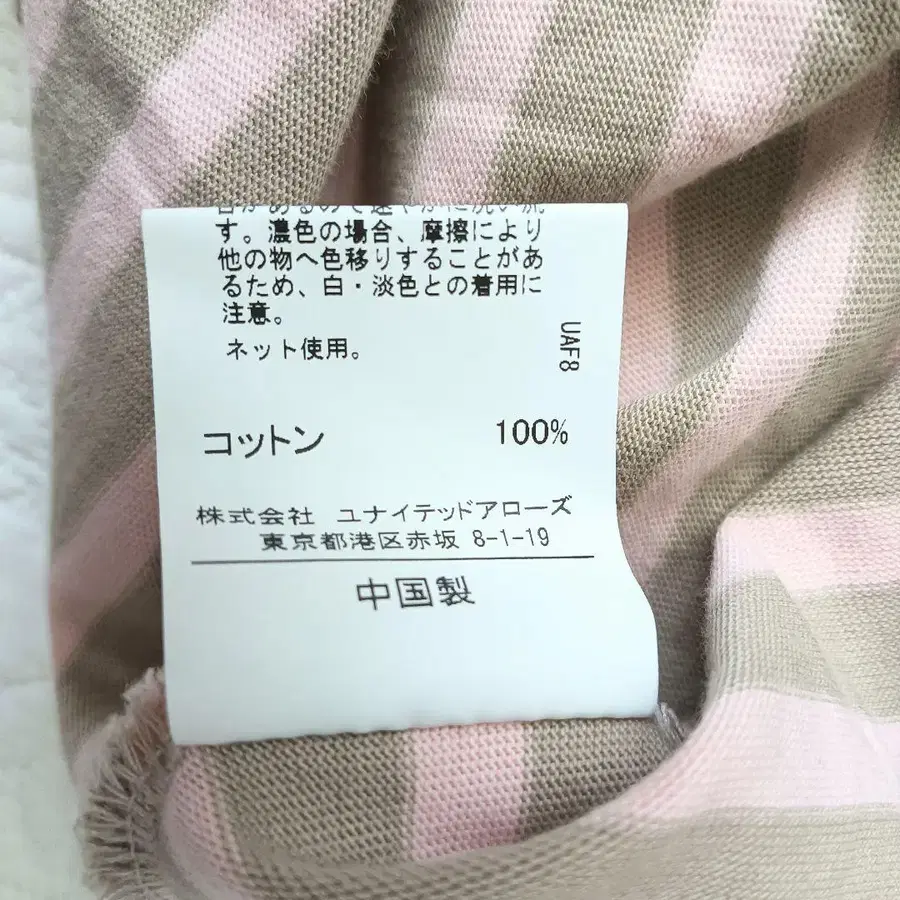 す。濃色の場合、摩擦により
他の物へ色移りすることがあ
るため、白・淡色との着用に
注意。
ネット使用。
UAF8
コットン 100%
株式会社 ユナイテッドアローズ
東京都港区赤坂 8-1-19
中国製